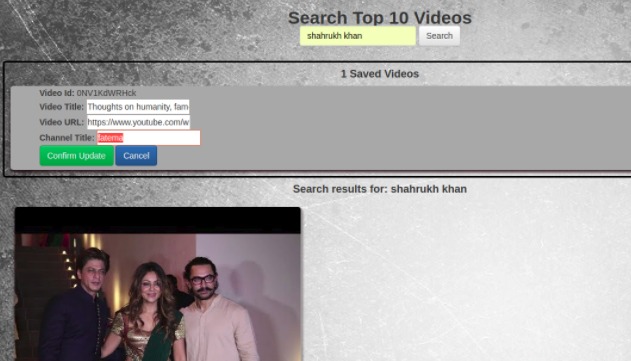 Search Top 10 Videos
shahrukh khan Search
1 Saved Videos
Video Id: 0NV1KdWRHck
Video Title: Thoughts on humanity, fam
Video URL: https://www.youtube.com/w
Channel Title: fatema
Confirm Update Cancel
Search results for: shahrukh khan